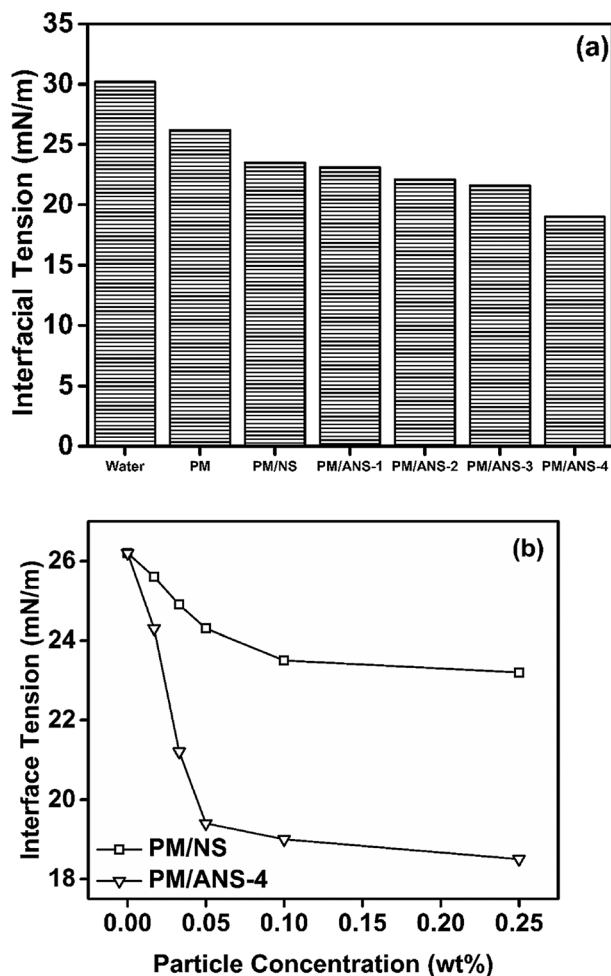 (a)
Interfacial Tension (mN/m)
35
30
25
20
15
10
5
0
Water PM PM/NS PM/ANS-1 PM/ANS-2 PM/ANS-3 PM/ANS-4
(b)
Interface Tension (mN/m)
26
24
22
20
18
PM/NS
PM/ANS-4
0.00 0.05 0.10 0.15 0.20 0.25
Particle Concentration (wt%)